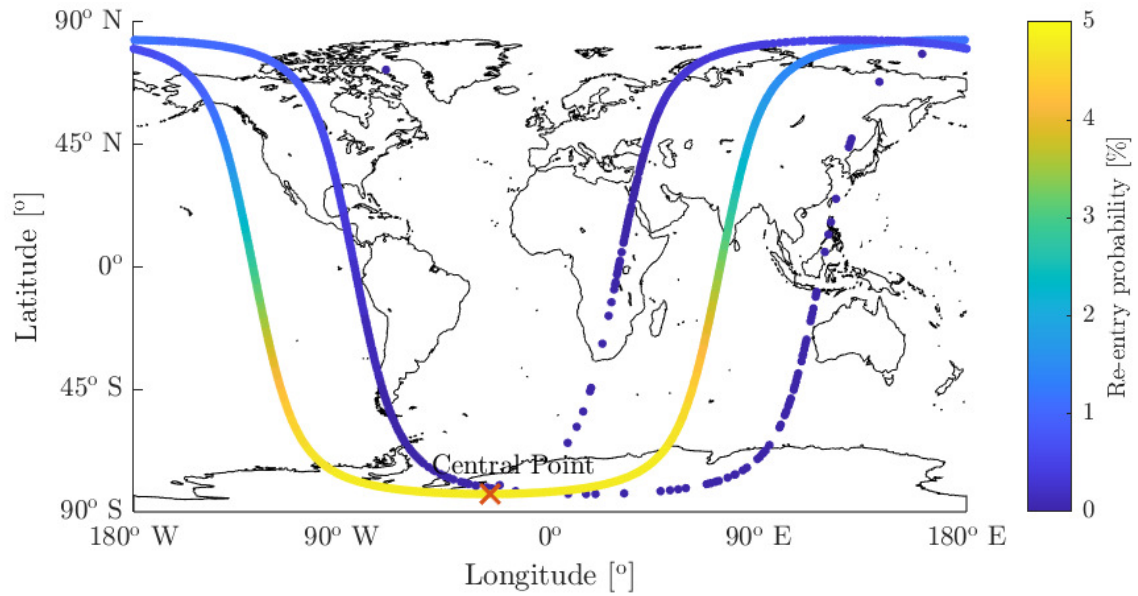 90° N
45° N
0°
45° S
90° S
Latitude [°]
180° W
90° W
0°
90° E
180° E
Longitude [°]
Central Point
5
4
3
2
1
0
Re-entry probability [%]